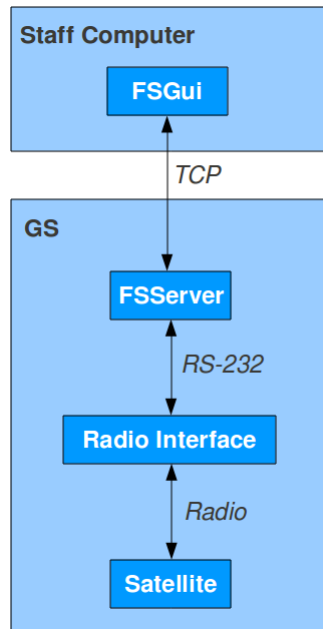 Staff Computer
FSGui
TCP
GS
FSServer
RS-232
Radio Interface
Radio
Satellite